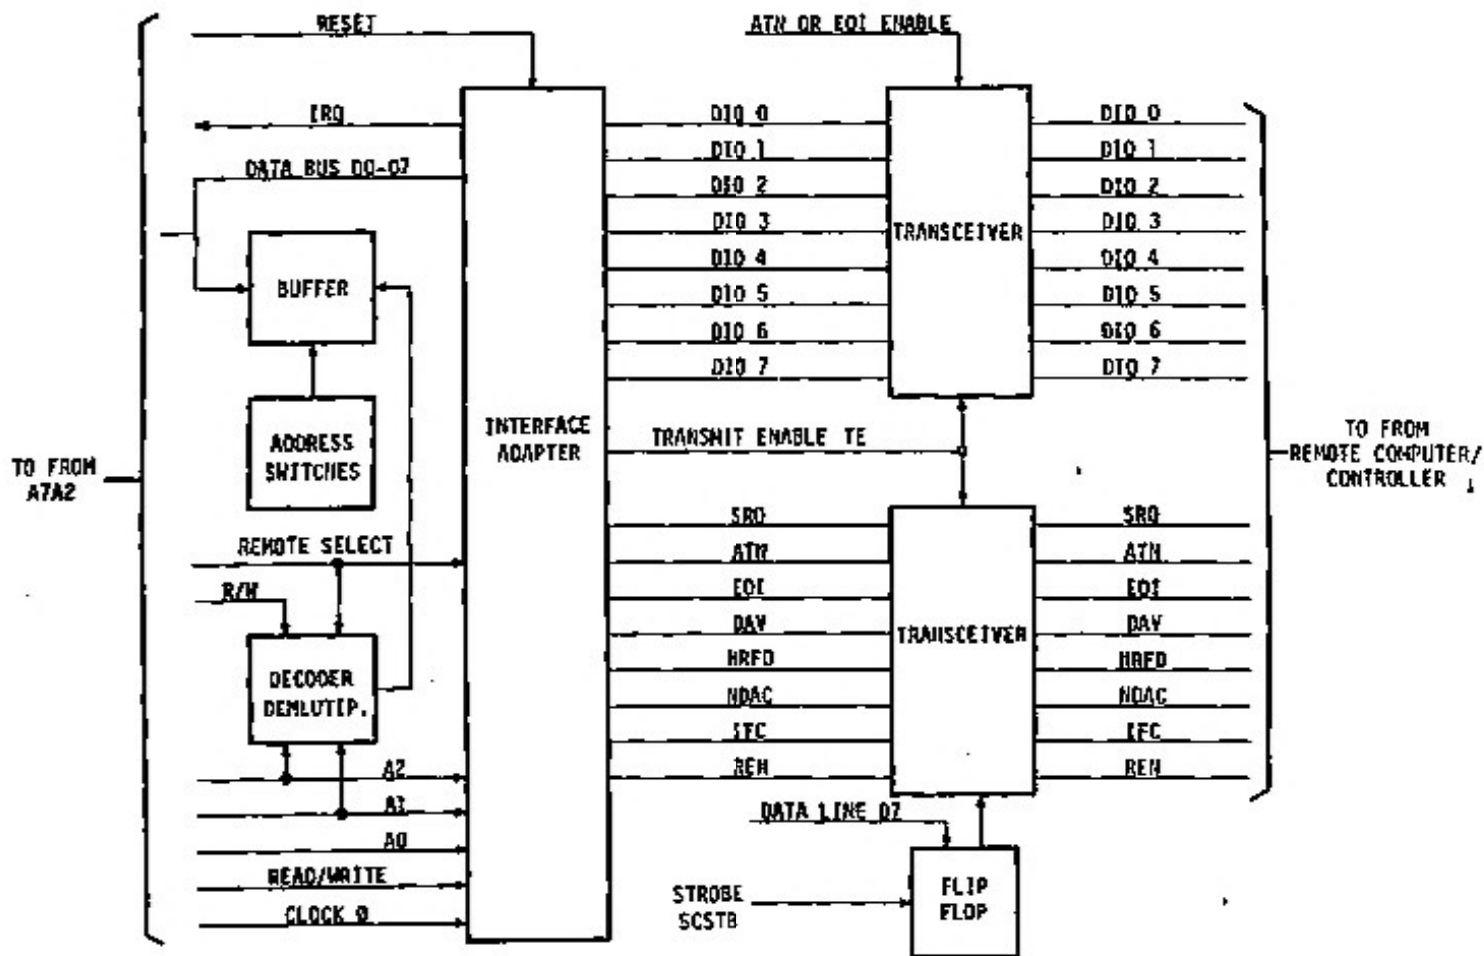 RESET
ATN OR EOI ENABLE
IRQ
DATA BUS D0-D7
BUFFER
ADDRESS
SWITCHES
TO FROM
A7A2
REMOTE SELECT
R/W
DECODER
DEMLUTIP.
A2
A1
A0
READ/WRITE
CLOCK 0
INTERFACE
ADAPTER
DIO 0
DIO 1
DIO 2
DIO 3
DIO 4
DIO 5
DIO 6
DIO 7
TRANSMIT ENABLE TE
SRQ
ATN
EOI
DAV
NRFD
NDAC
IFC
REN
TRANSCEIVER
TRANSCEIVER
DIO 0
DIO 1
DIO 2
DIO 3
DIO 4
DIO 5
DIO 6
DIO 7
SRQ
ATN
EOI
DAV
NRFD
NDAC
IFC
REN
TO FROM
REMOTE COMPUTER/
CONTROLLER
DATA LINE D7
STROBE
SCSTB
FLIP
FLOP